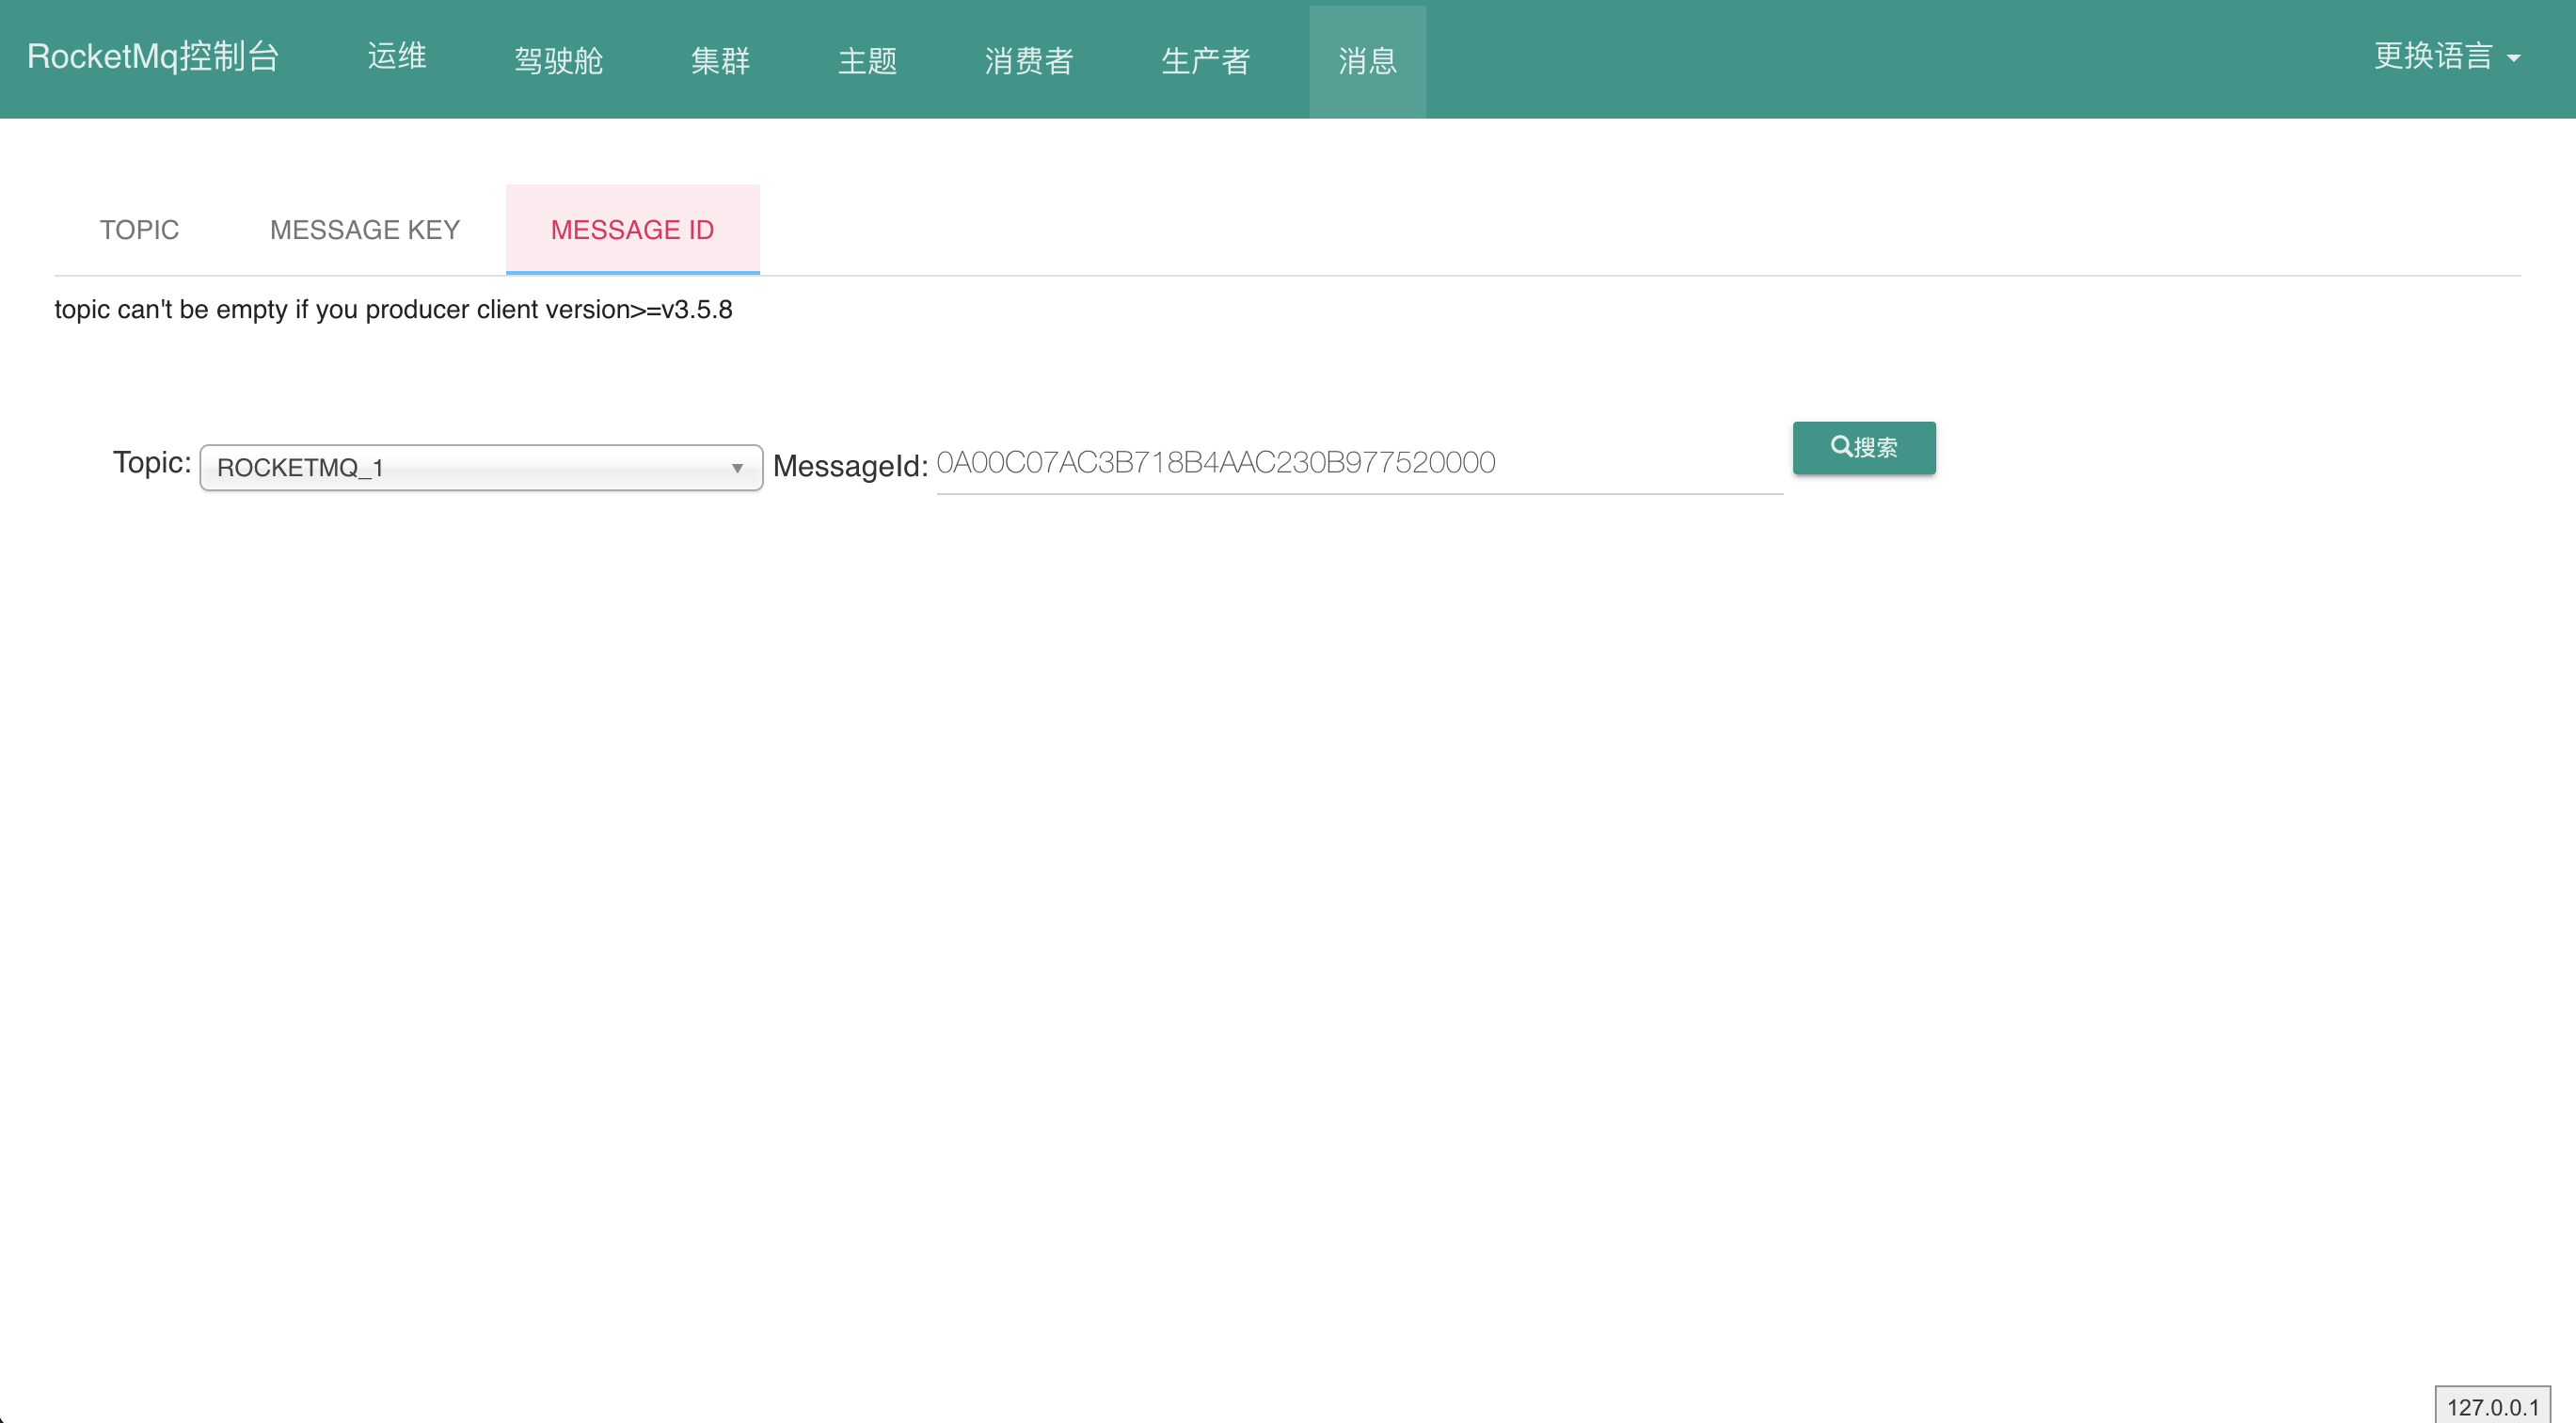 RocketMq控制台 运维 驾驶舱 集群 主题 消费者 生产者 消息 更换语言
TOPIC MESSAGE KEY MESSAGE ID
topic can't be empty if you producer client version>=v3.5.8
Topic: ROCKETMQ_1 MessageId: 0A00C07AC3B718B4AAC230B977520000 搜索
127.0.0.1